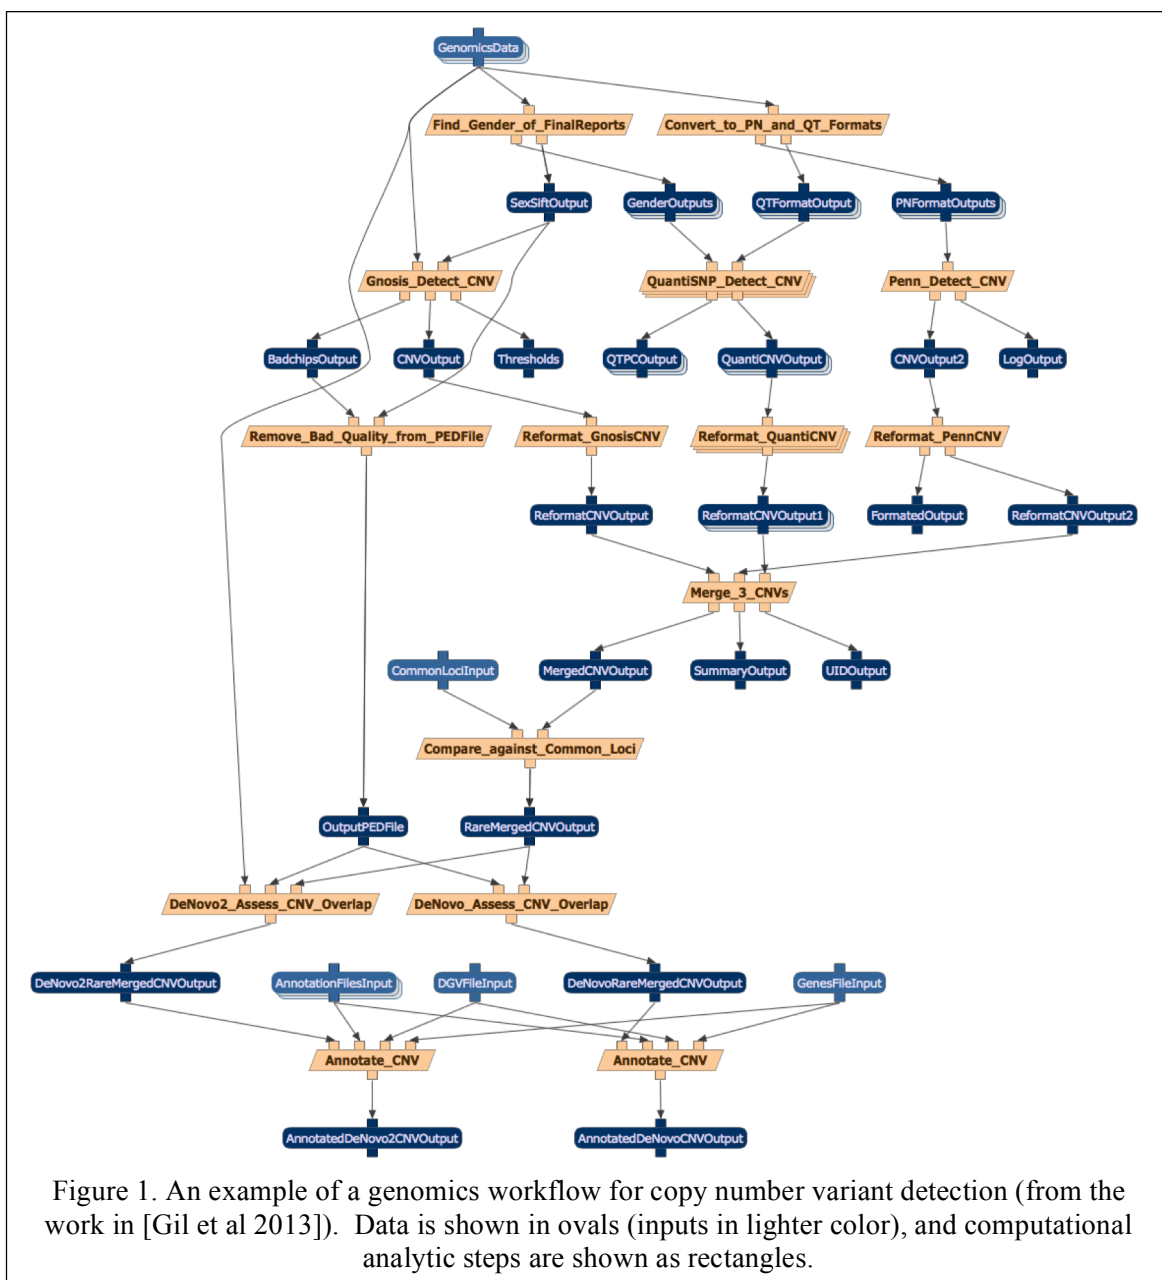 GenomicsData
Find_Gender_of_FinalReports
Convert_to_PN_and_QT_Formats
SexSiftOutput
GenderOutputs
QTFormatOutput
PNFormatOutputs
Gnosis_Detect_CNV
QuantiSNP_Detect_CNV
Penn_Detect_CNV
BadchipsOutput
CNVOutput
Thresholds
QTPCOutput
QuantiCNVOutput
CNVOutput2
LogOutput
Remove_Bad_Quality_from_PEDFile
Reformat_GnosisCNV
Reformat_QuantiCNV
Reformat_PennCNV
ReformatCNVOutput
ReformatCNVOutput1
FormatedOutput
ReformatCNVOutput2
Merge_3_CNVs
CommonLociInput
MergedCNVOutput
SummaryOutput
UIDOutput
Compare_against_Common_Loci
OutputPEDFile
RareMergedCNVOutput
DeNovo2_Assess_CNV_Overlap
DeNovo_Assess_CNV_Overlap
DeNovo2RareMergedCNVOutput
AnnotationFilesInput
DGVFileInput
DeNovoRareMergedCNVOutput
GenesFileInput
Annotate_CNV
Annotate_CNV
AnnotatedDeNovo2CNVOutput
AnnotatedDeNovoCNVOutput
Figure 1. An example of a genomics workflow for copy number variant detection (from the
work in [Gil et al 2013]). Data is shown in ovals (inputs in lighter color), and computational
analytic steps are shown as rectangles.